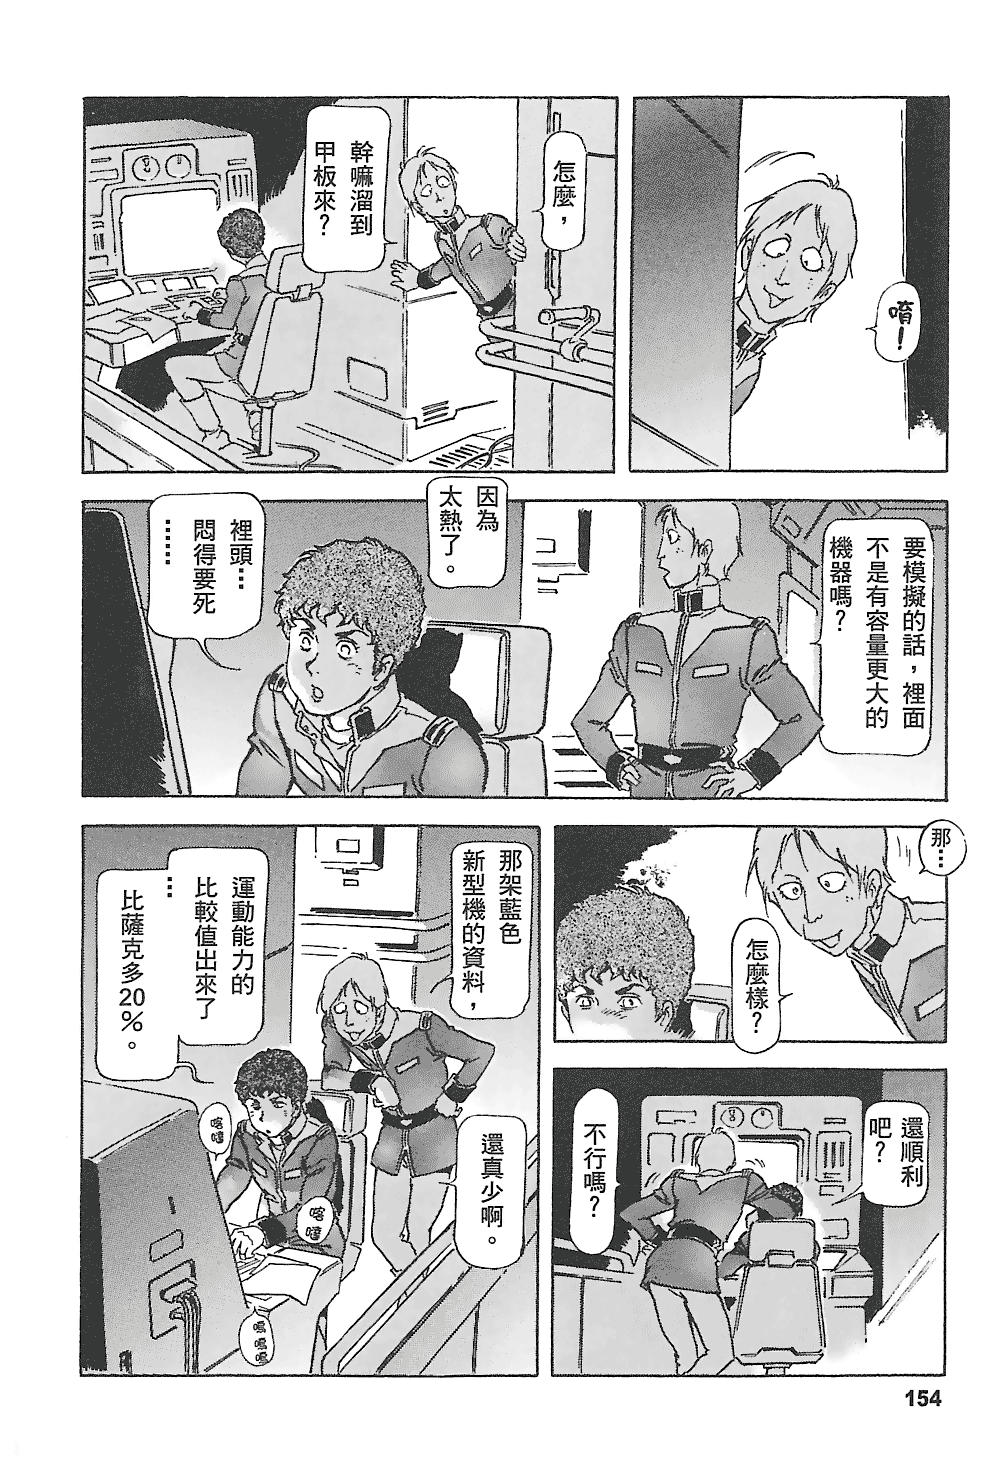 唷！
怎麼，
幹嘛溜到
甲板來？
要模擬的話，裡面
不是有容量更大的
機器嗎？
因為
太熱了。
裡頭…
悶得要死
……
那…
怎麼樣？
還順利
吧？
不行嗎？
那架藍色
新型機的資料，
運動能力的
比較值出來了
…
比薩克多20%。
還真少啊。
喀
嘻
喀
嘻
嗚
嗚
嗚
154